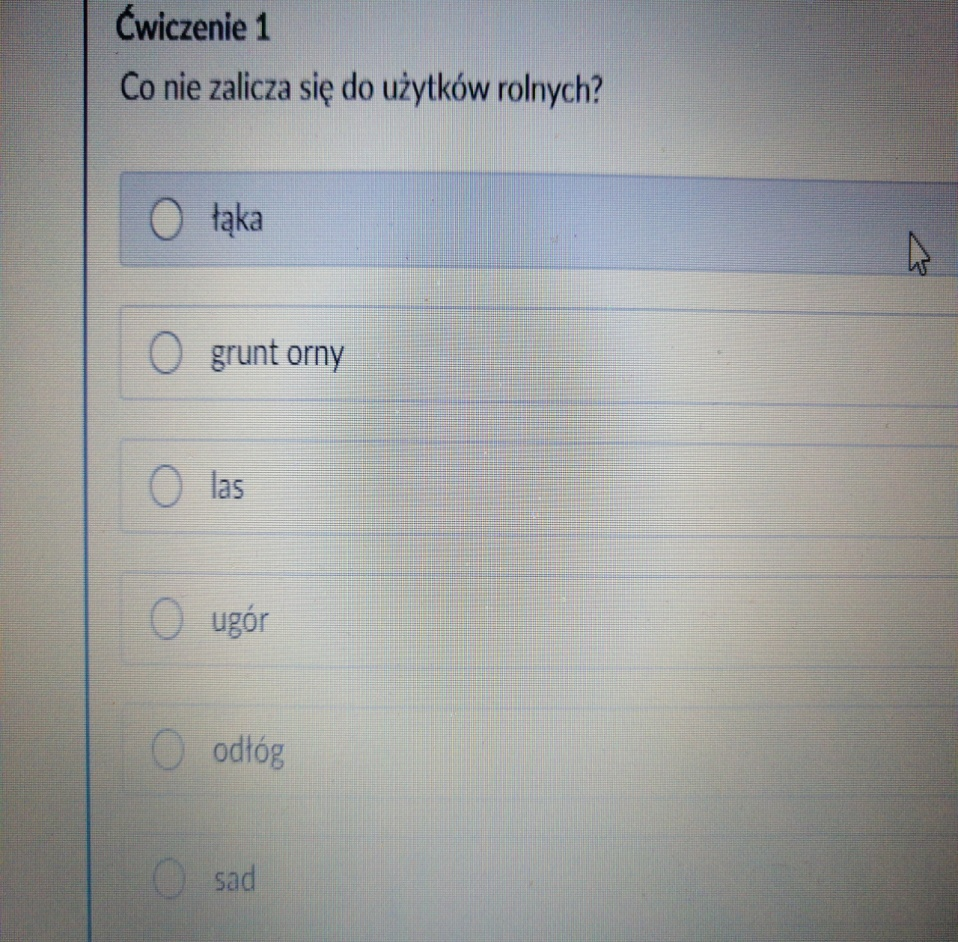 Ćwiczenie 1
Co nie zalicza się do użytków rolnych?
łąka
grunt orny
las
ugór
odłóg
sad